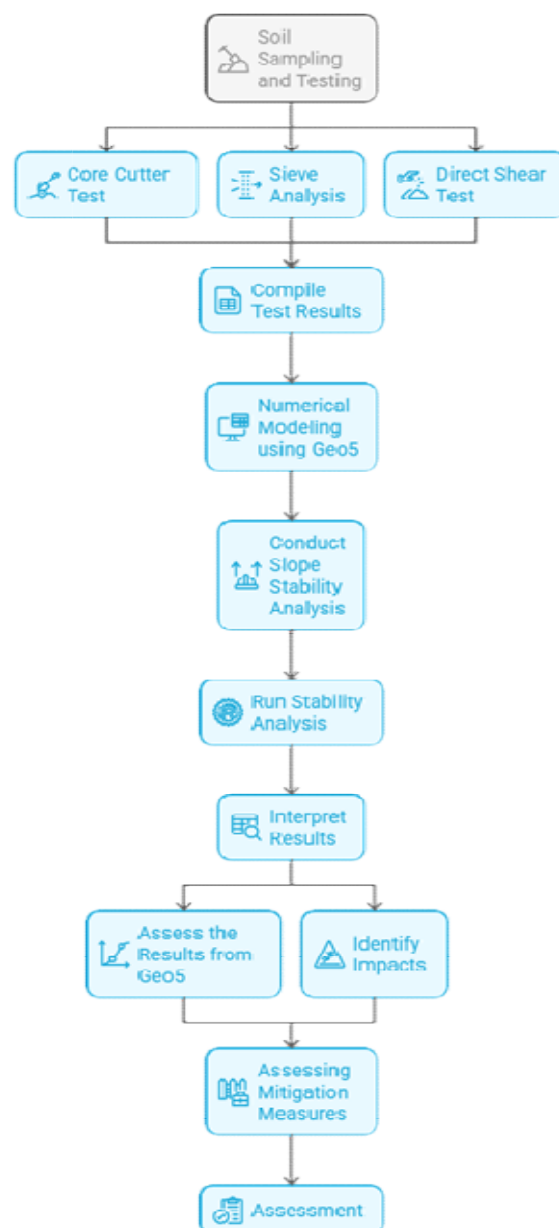 Soil
Sampling
and Testing
Core Cutter
Test
Sieve
Analysis
Direct Shear
Test
Compile
Test Results
Numerical
Modeling
using Geo5
Conduct
Slope
Stability
Analysis
Run Stability
Analysis
Interpret
Results
Assess the
Results from
Geo5
Identify
Impacts
Assessing
Mitigation
Measures
Assessment